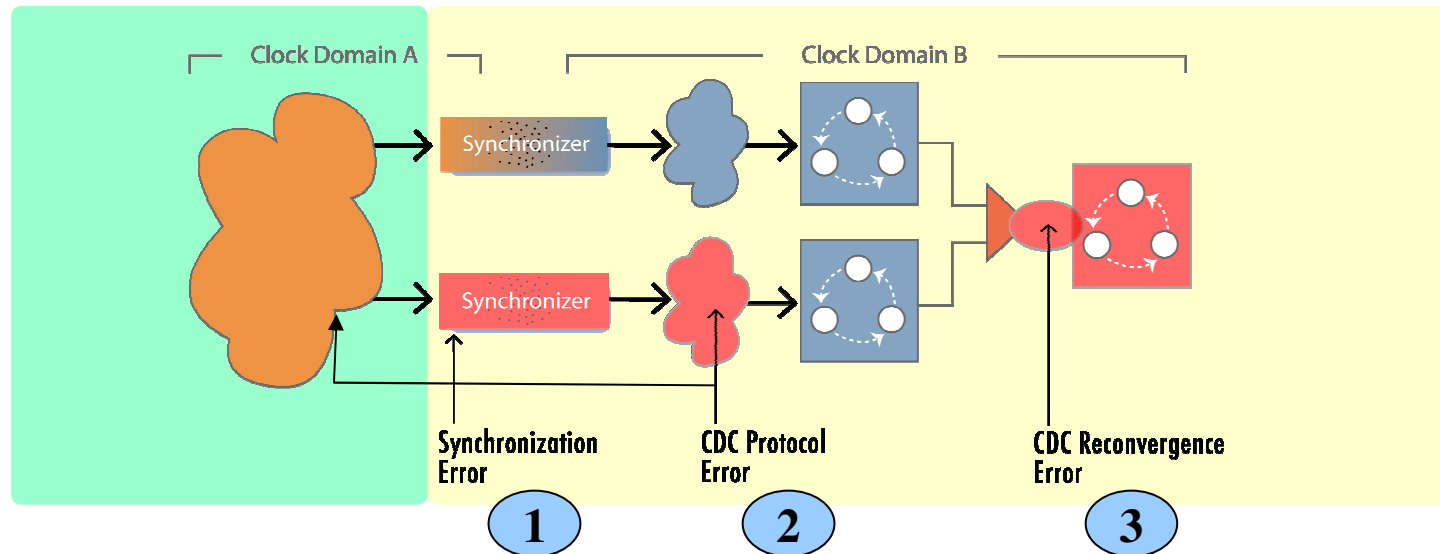 Clock Domain A
Clock Domain B
Synchronizer
Synchronizer
Synchronization
Error
CDC Protocol
Error
CDC Reconvergence
Error
1
2
3